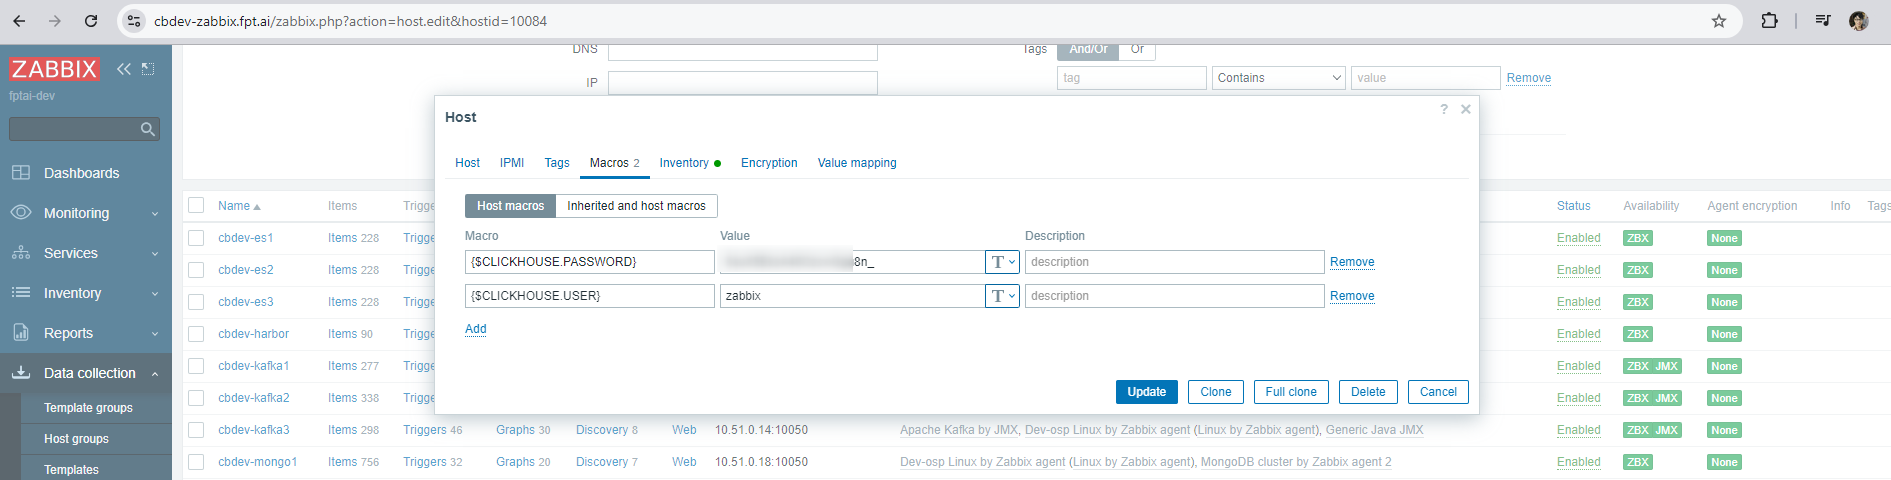 cbdev-zabbix.fpt.ai/zabbix.php?action=host.edit&hostid=10084
ZABBIX
fptai-dev
Dashboards
Monitoring
Services
Inventory
Reports
Data collection
Template groups
Host groups
Templates
DNS
IP
Tags And/Or Or
tag Contains value Remove
Host
?
Host IPMI Tags Macros 2 Inventory Encryption Value mapping
Host macros Inherited and host macros
Macro Value Description
{$CLICKHOUSE.PASSWORD} 8n_ T description Remove
{$CLICKHOUSE.USER} zabbix T description Remove
Add
Update Clone Full clone Delete Cancel
Name Items Status Availability Agent encryption Info Tags
cbdev-es1 Items 228 Enabled ZBX None
cbdev-es2 Items 228 Enabled ZBX None
cbdev-es3 Items 228 Enabled ZBX None
cbdev-harbor Items 90 Enabled ZBX None
cbdev-kafka1 Items 277 Enabled ZBX JMX None
cbdev-kafka2 Items 338 Enabled ZBX JMX None
cbdev-kafka3 Items 298 Triggers 46 Graphs 30 Discovery 8 Web 10.51.0.14:10050 Apache Kafka by JMX, Dev-osp Linux by Zabbix agent (Linux by Zabbix agent), Generic Java JMX Enabled ZBX JMX None
cbdev-mongo1 Items 756 Triggers 32 Graphs 20 Discovery 7 Web 10.51.0.18:10050 Dev-osp Linux by Zabbix agent (Linux by Zabbix agent), MongoDB cluster by Zabbix agent 2 Enabled ZBX None